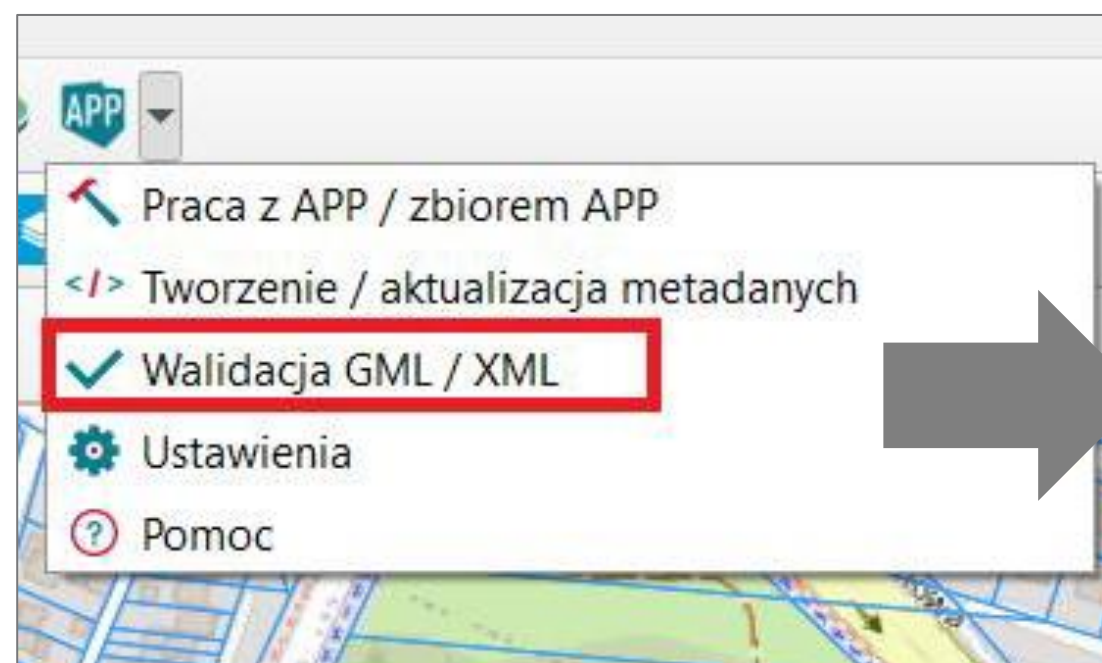 APP
Praca z APP / zbiorem APP
</> Tworzenie / aktualizacja metadanych
Walidacja GML / XML
Ustawienia
? Pomoc